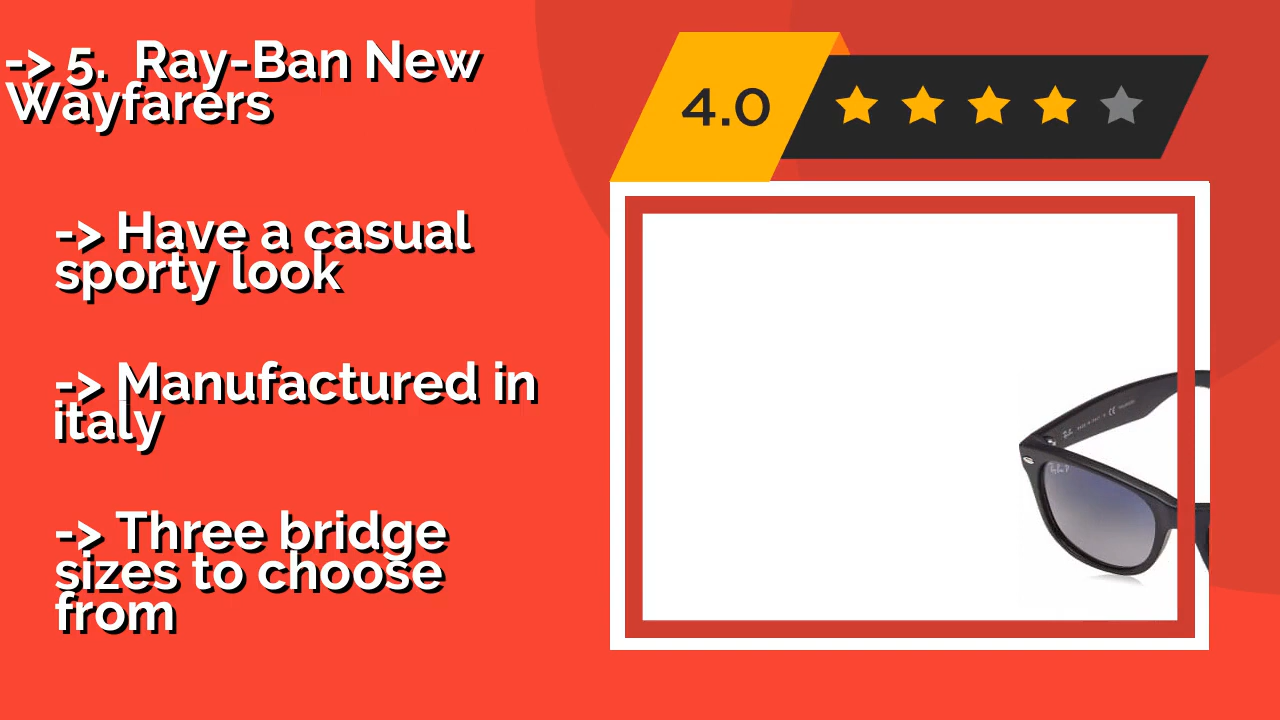 -> 5.  Ray-Ban New
Wayfarers
4.0
-> Have a casual
sporty look
-> Manufactured in
italy
-> Three bridge
sizes to choose
from